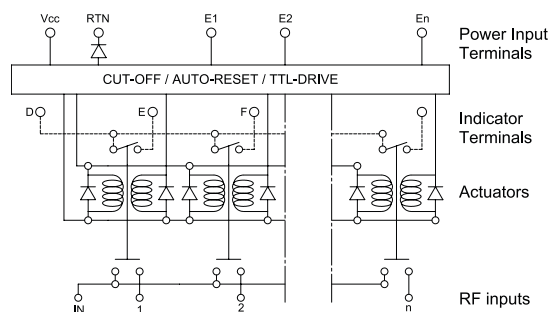 Vcc RTN E1 E2 En
Power Input
Terminals
CUT-OFF / AUTO-RESET / TTL-DRIVE
D E F
Indicator
Terminals
Actuators
IN 1 2 n
RF inputs